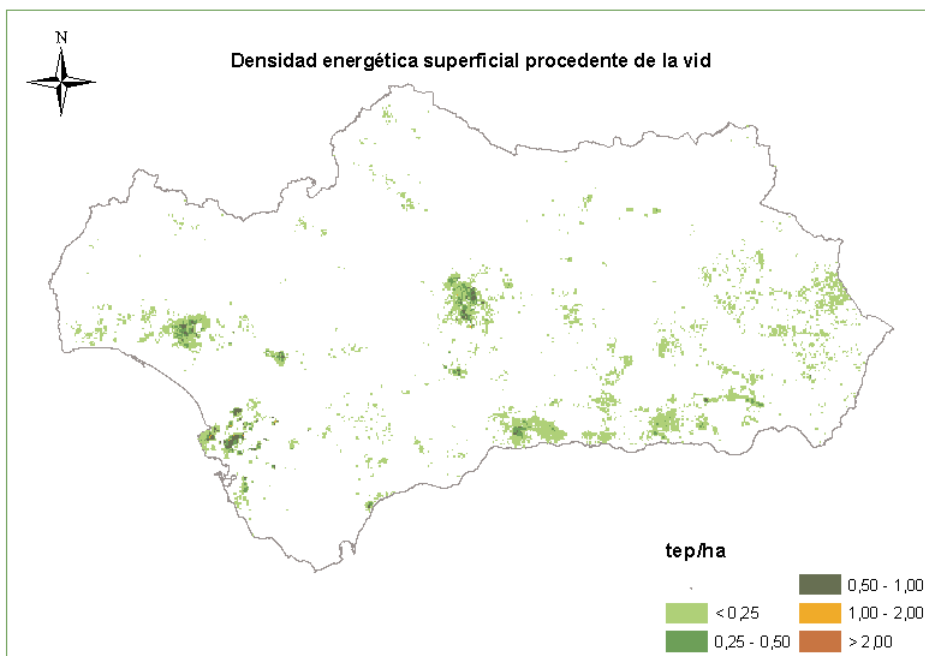 N
Densidad energética superficial procedente de la vid
tep/ha
< 0,25
0,25 - 0,50
0,50 - 1,00
1,00 - 2,00
> 2,00